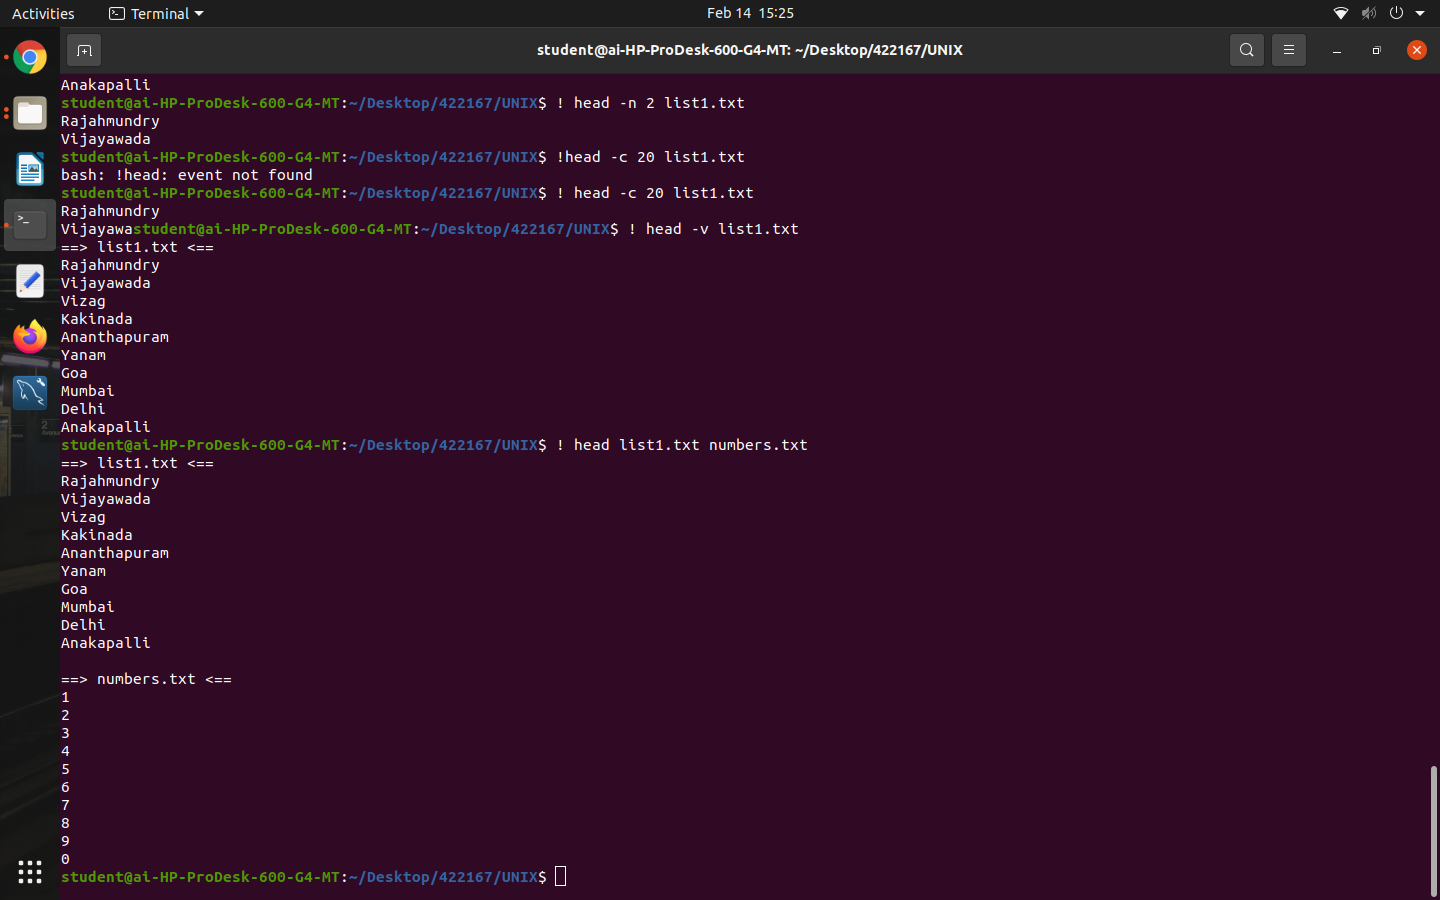 Activities Terminal Feb 14 15:25
student@ai-HP-ProDesk-600-G4-MT: ~/Desktop/422167/UNIX
Anakapalli
student@ai-HP-ProDesk-600-G4-MT:~/Desktop/422167/UNIX$ ! head -n 2 list1.txt
Rajahmundry
Vijayawada
student@ai-HP-ProDesk-600-G4-MT:~/Desktop/422167/UNIX$ !head -c 20 list1.txt
bash: !head: event not found
student@ai-HP-ProDesk-600-G4-MT:~/Desktop/422167/UNIX$ ! head -c 20 list1.txt
Rajahmundry
Vijayawastudent@ai-HP-ProDesk-600-G4-MT:~/Desktop/422167/UNIX$ ! head -v list1.txt
==> list1.txt <==
Rajahmundry
Vijayawada
Vizag
Kakinada
Ananthapuram
Yanam
Goa
Mumbai
Delhi
Anakapalli
student@ai-HP-ProDesk-600-G4-MT:~/Desktop/422167/UNIX$ ! head list1.txt numbers.txt
==> list1.txt <==
Rajahmundry
Vijayawada
Vizag
Kakinada
Ananthapuram
Yanam
Goa
Mumbai
Delhi
Anakapalli

==> numbers.txt <==
1
2
3
4
5
6
7
8
9
0
student@ai-HP-ProDesk-600-G4-MT:~/Desktop/422167/UNIX$